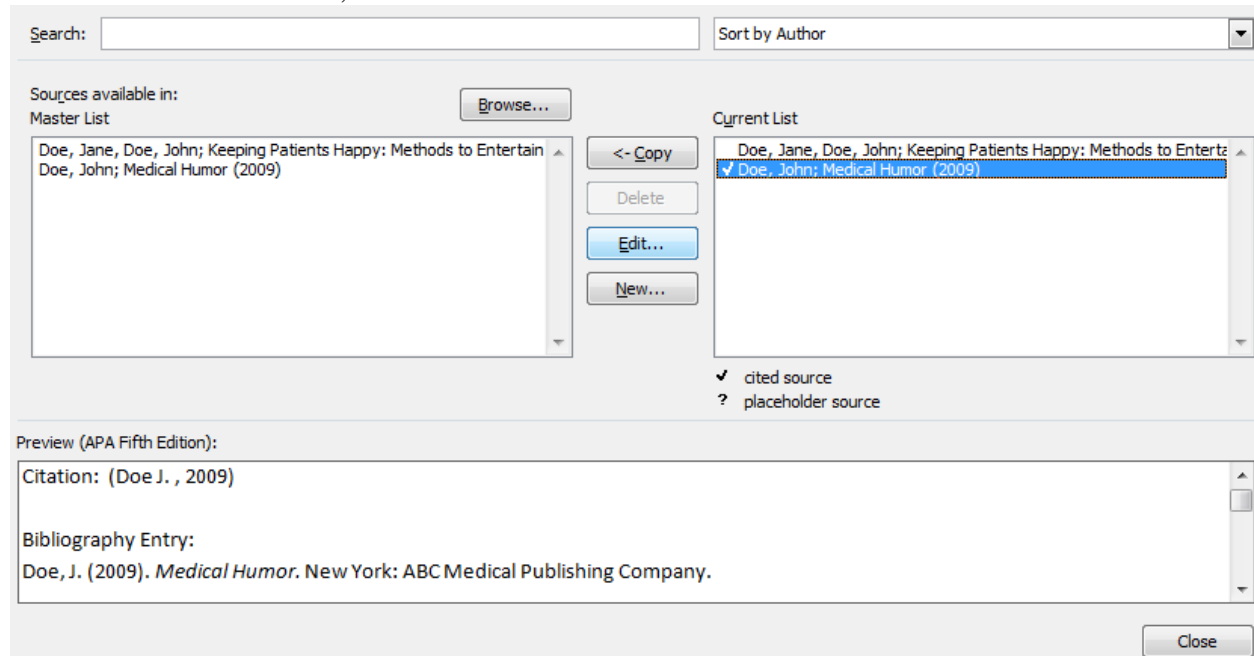 Search:
Sort by Author
Sources available in:
Browse...
Master List
Current List
Doe, Jane, Doe, John; Keeping Patients Happy: Methods to Entertain
Doe, John; Medical Humor (2009)
<- Copy
Delete
Edit...
New...
Doe, Jane, Doe, John; Keeping Patients Happy: Methods to Enterta
✓ Doe, John; Medical Humor (2009)
✓ cited source
? placeholder source
Preview (APA Fifth Edition):
Citation: (Doe J. , 2009)
Bibliography Entry:
Doe, J. (2009). Medical Humor. New York: ABC Medical Publishing Company.
Close